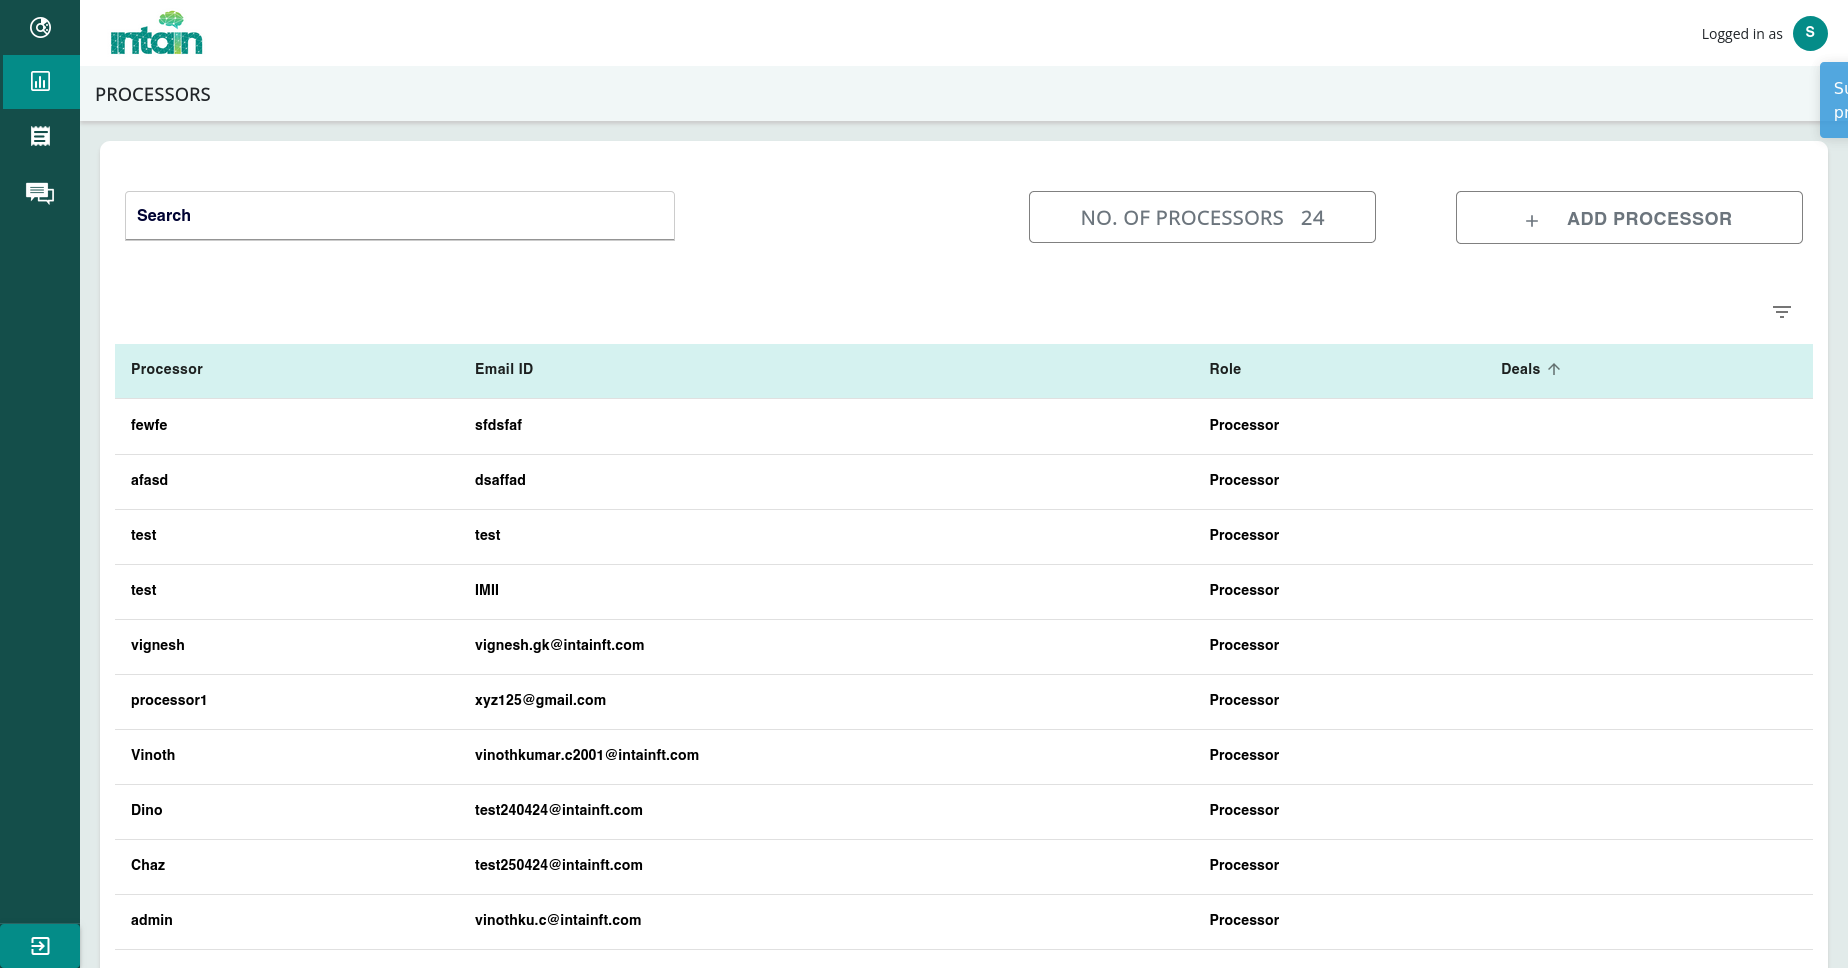 intain
Logged in as S
PROCESSORS
Search
NO. OF PROCESSORS 24
+ ADD PROCESSOR
Processor Email ID Role Deals
fewfe sfdsfaf Processor
afasd dsaffad Processor
test test Processor
test IMII Processor
vignesh vignesh.gk@intainft.com Processor
processor1 xyz125@gmail.com Processor
Vinoth vinothkumar.c2001@intainft.com Processor
Dino test240424@intainft.com Processor
Chaz test250424@intainft.com Processor
admin vinothku.c@intainft.com Processor